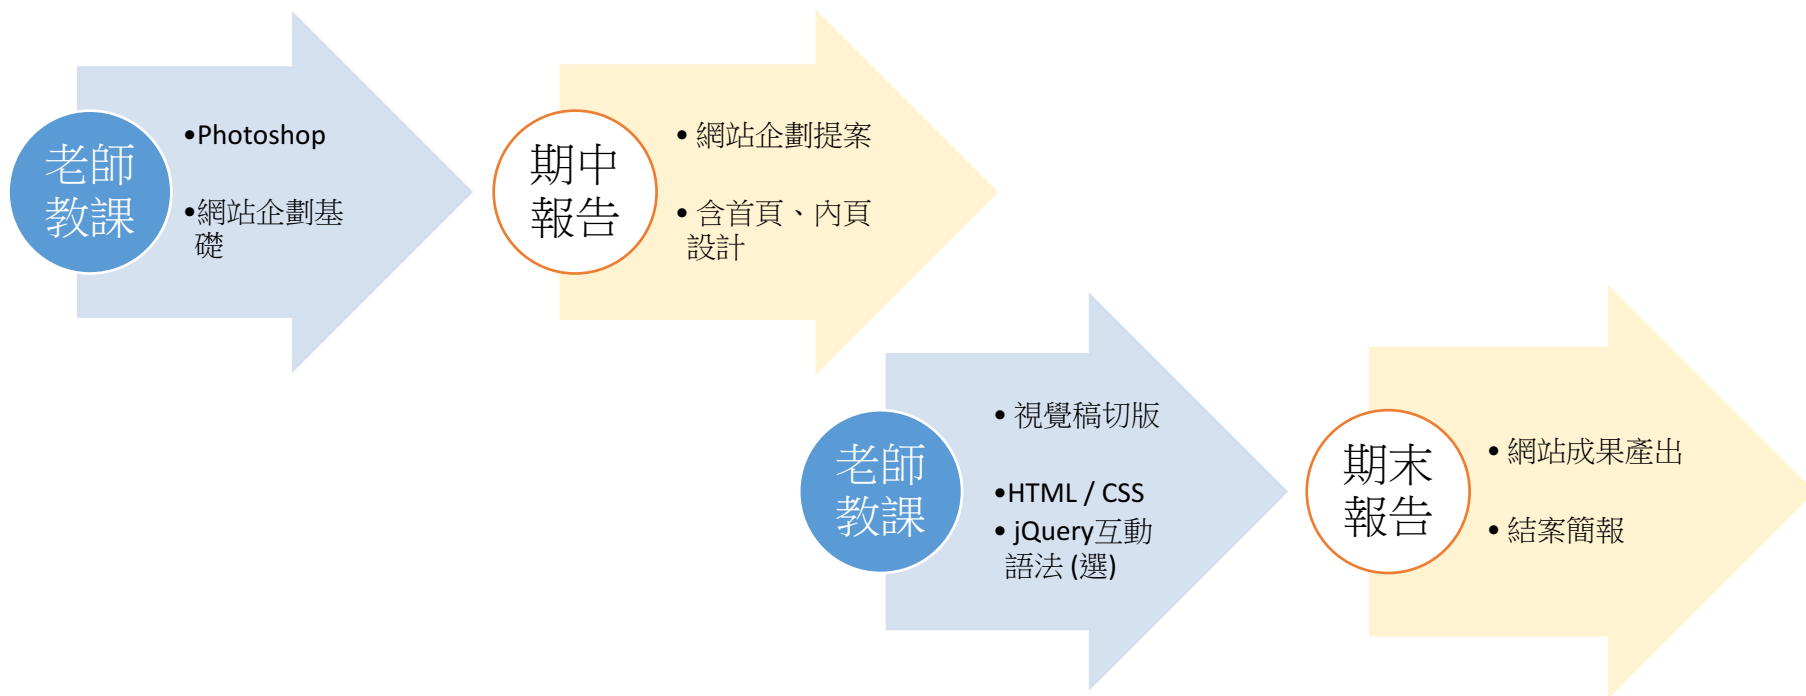 老師
教課
•Photoshop
•網站企劃基
礎
期中
報告
• 網站企劃提案
• 含首頁、內頁
設計
老師
教課
• 視覺稿切版
•HTML / CSS
• jQuery互動
語法 (選)
期末
報告
• 網站成果產出
• 結案簡報